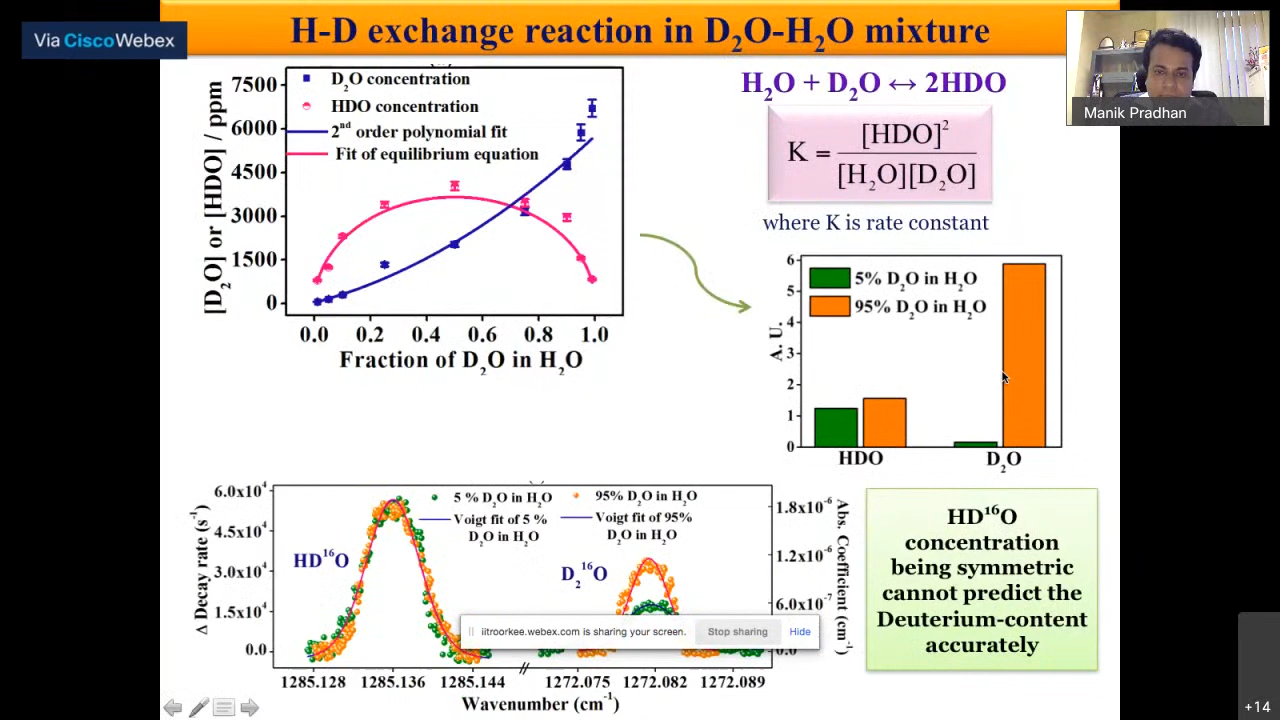 Via Cisco Webex
H-D exchange reaction in D₂O-H₂O mixture
Manik Pradhan
7500
6000
4500
3000
1500
0
[D₂O] or [HDO] / ppm
D₂O concentration
HDO concentration
2nd order polynomial fit
Fit of equilibrium equation
0.0 0.2 0.4 0.6 0.8 1.0
Fraction of D₂O in H₂O
H₂O + D₂O ↔ 2HDO
K = [HDO]² / [H₂O][D₂O]
where K is rate constant
6
5
4
3
2
1
0
A. U.
5% D₂O in H₂O
95% D₂O in H₂O
HDO D₂O
6.0x10⁴
4.5x10⁴
3.0x10⁴
1.5x10⁴
0.0
Δ Decay rate (s⁻¹)
5 % D₂O in H₂O
95% D₂O in H₂O
Voigt fit of 5 %
D₂O in H₂O
Voigt fit of 95%
D₂O in H₂O
HD¹⁶O
D₂¹⁶O
1.8x10⁻⁶
1.2x10⁻⁶
6.0x10⁻⁷
0.0
Abs. Coefficient (cm⁻¹)
iitroorkee.webex.com is sharing your screen. Stop sharing Hide
1285.128 1285.136 1285.144 1272.075 1272.082 1272.089
Wavenumber (cm⁻¹)
HD¹⁶O
concentration
being symmetric
cannot predict the
Deuterium-content
accurately
+14